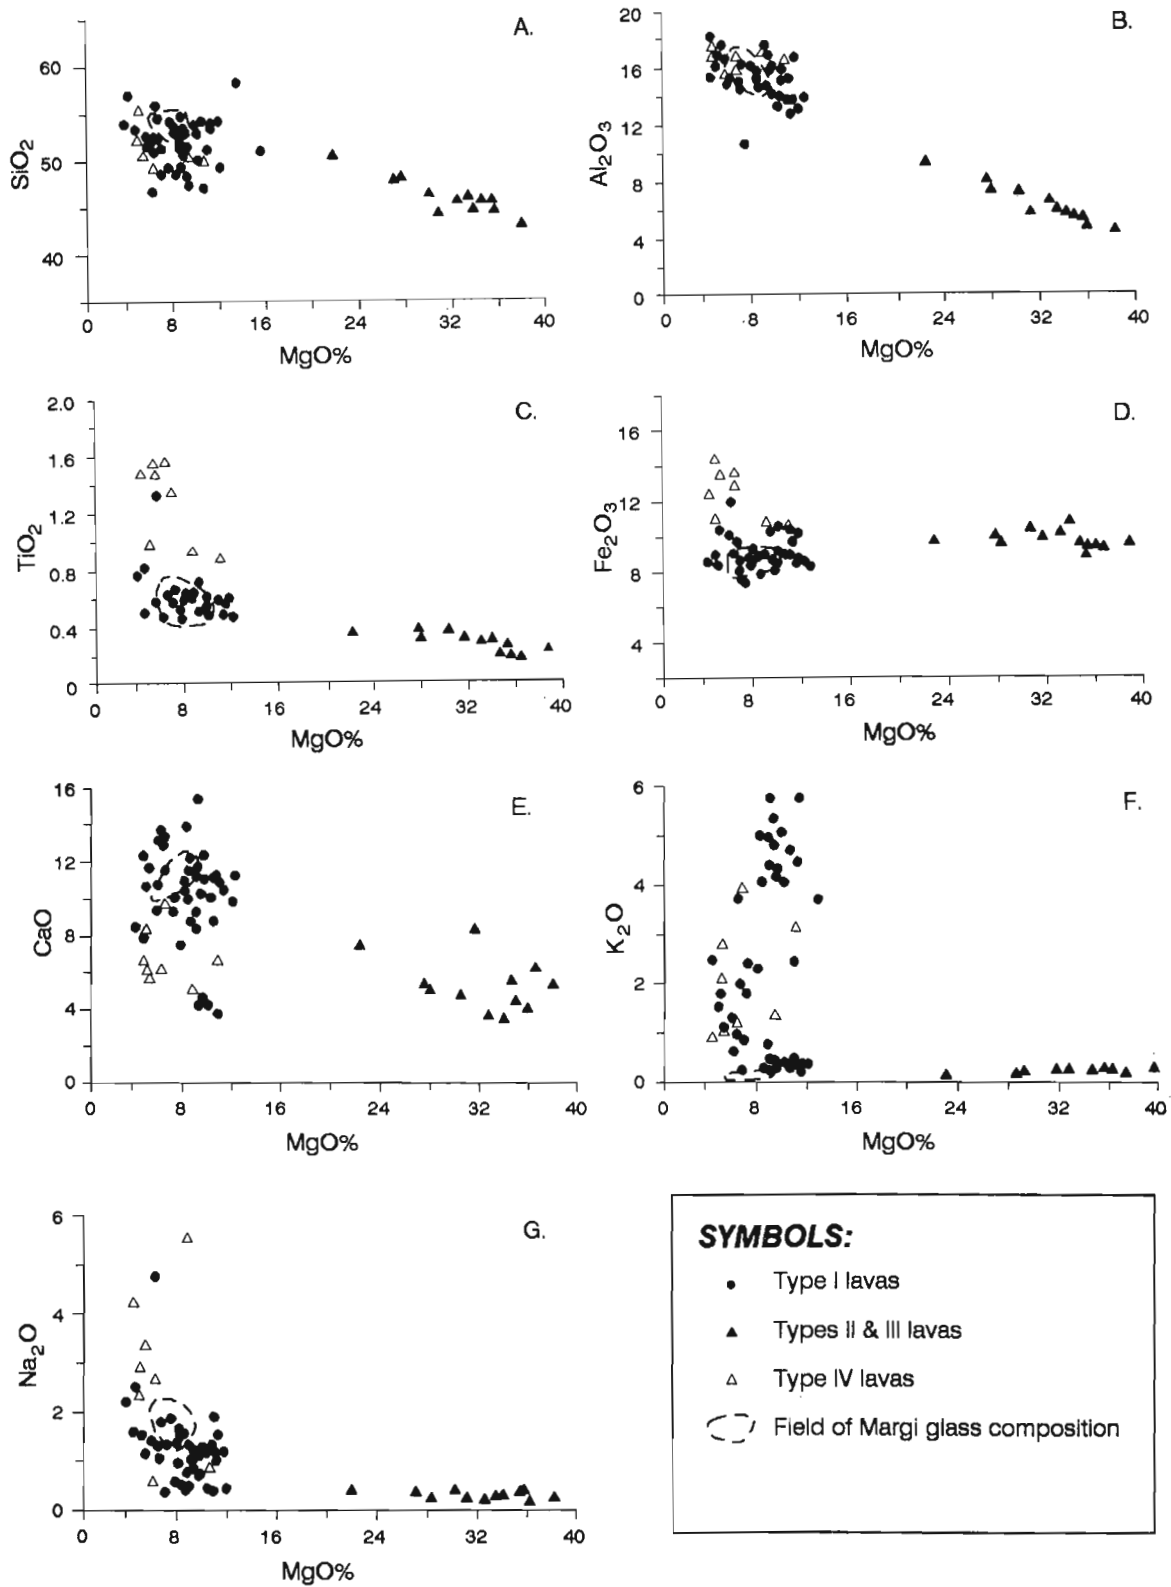 A.
60
50
40
SiO2
0 8 16 24 32 40
MgO%
B.
20
16
12
8
4
0
Al2O3
0 .8 16 24 32 40
MgO%
C.
2.0
1.6
1.2
0.8
0.4
0
TiO2
0 8 16 24 32 40
MgO%
D.
16
12
8
4
Fe2O3
0 8 16 24 32 40
MgO%
E.
16
12
8
4
0
CaO
0 8 16 24 32 40
MgO%
F.
6
4
2
0
K2O
0 8 16 24 32 40
MgO%
G.
6
4
2
0
Na2O
0 8 16 24 32 40
MgO%
SYMBOLS:
Type I lavas
Types II & III lavas
Type IV lavas
Field of Margi glass composition